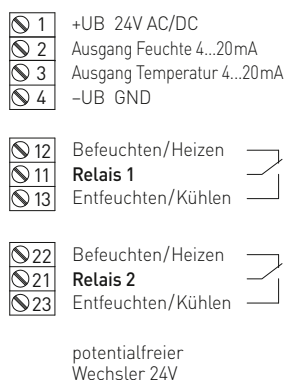 1 +UB 24V AC/DC
2 Ausgang Feuchte 4...20mA
3 Ausgang Temperatur 4...20mA
4 –UB GND
12 Befeuchten/Heizen
11 Relais 1
13 Entfeuchten/Kühlen
22 Befeuchten/Heizen
21 Relais 2
23 Entfeuchten/Kühlen
potentialfreier
Wechsler 24V